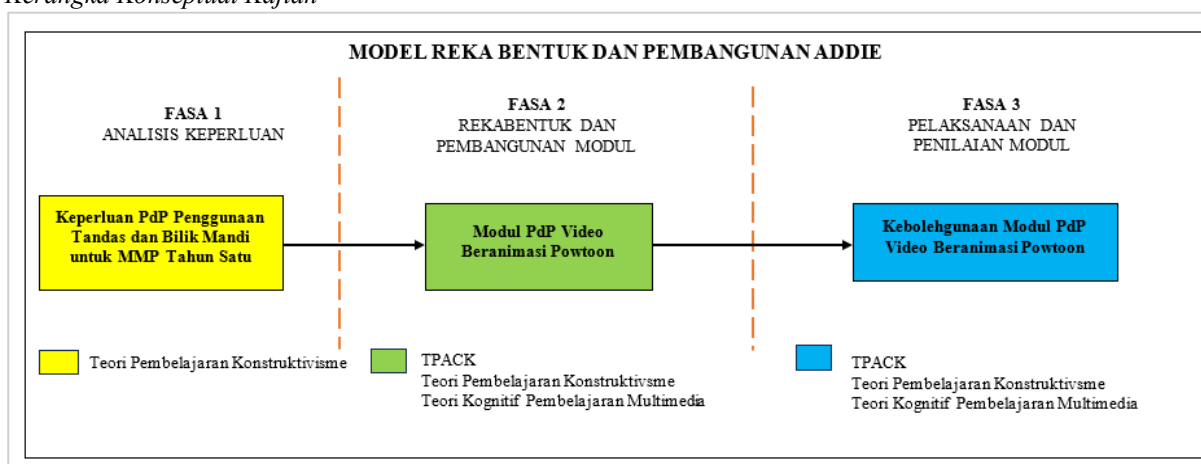 Kerangka Konseptual Kajian
MODEL REKA BENTUK DAN PEMBANGUNAN ADDIE
FASA 1
ANALISIS KEPERLUAN
FASA 2
REKABENTUK DAN
PEMBANGUNAN MODUL
FASA 3
PELAKSANAAN DAN
PENILAIAN MODUL
Keperluan PdP Penggunaan
Tandas dan Bilik Mandi
untuk MMP Tahun Satu
Modul PdP Video
Beranimasi Powtoon
Kebolehgunaan Modul PdP
Video Beranimasi Powtoon
Teori Pembelajaran Konstruktivisme
TPACK
Teori Pembelajaran Konstruktivsme
Teori Kognitif Pembelajaran Multimedia
TPACK
Teori Pembelajaran Konstruktivsme
Teori Kognitif Pembelajaran Multimedia